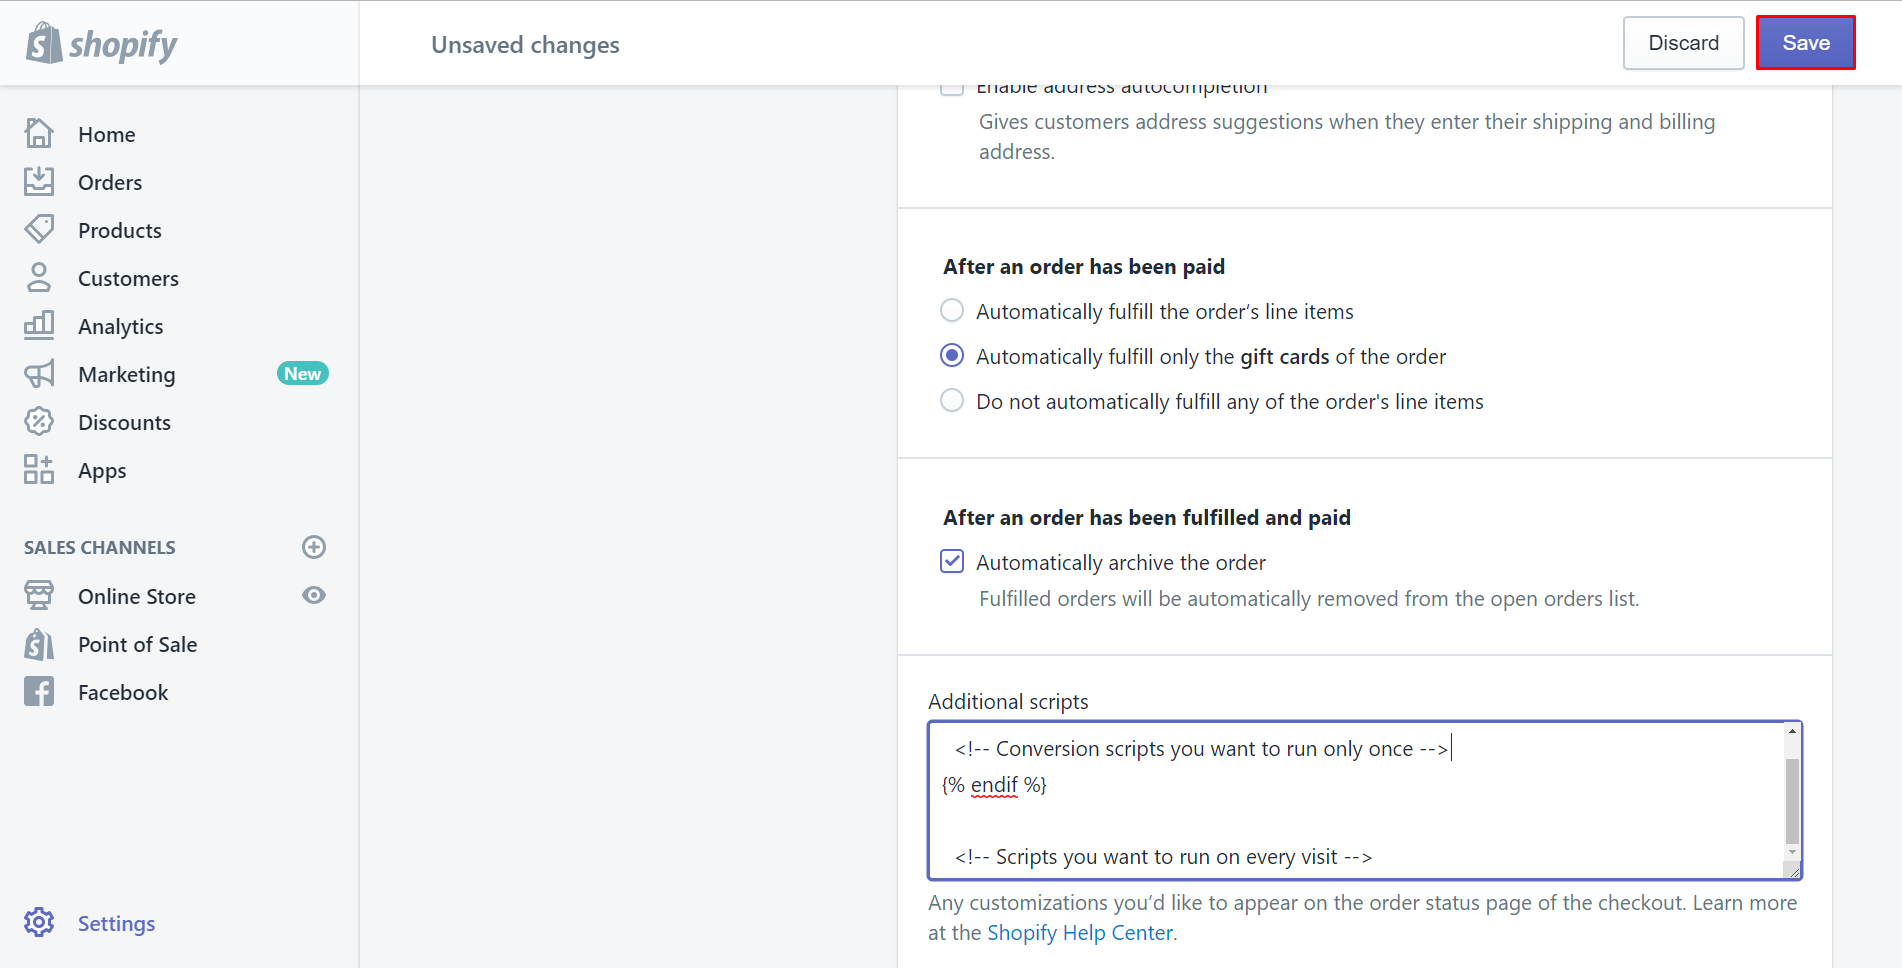 shopify
Unsaved changes
Discard
Save
Home
Orders
Products
Customers
Analytics
Marketing
New
Discounts
Apps
SALES CHANNELS
Online Store
Point of Sale
Facebook
Settings
Enable address autocompletion
Gives customers address suggestions when they enter their shipping and billing
address.
After an order has been paid
Automatically fulfill the order’s line items
Automatically fulfill only the gift cards of the order
Do not automatically fulfill any of the order's line items
After an order has been fulfilled and paid
Automatically archive the order
Fulfilled orders will be automatically removed from the open orders list.
Additional scripts
<!-- Conversion scripts you want to run only once -->
{% endif %}
<!-- Scripts you want to run on every visit -->
Any customizations you’d like to appear on the order status page of the checkout. Learn more
at the Shopify Help Center.